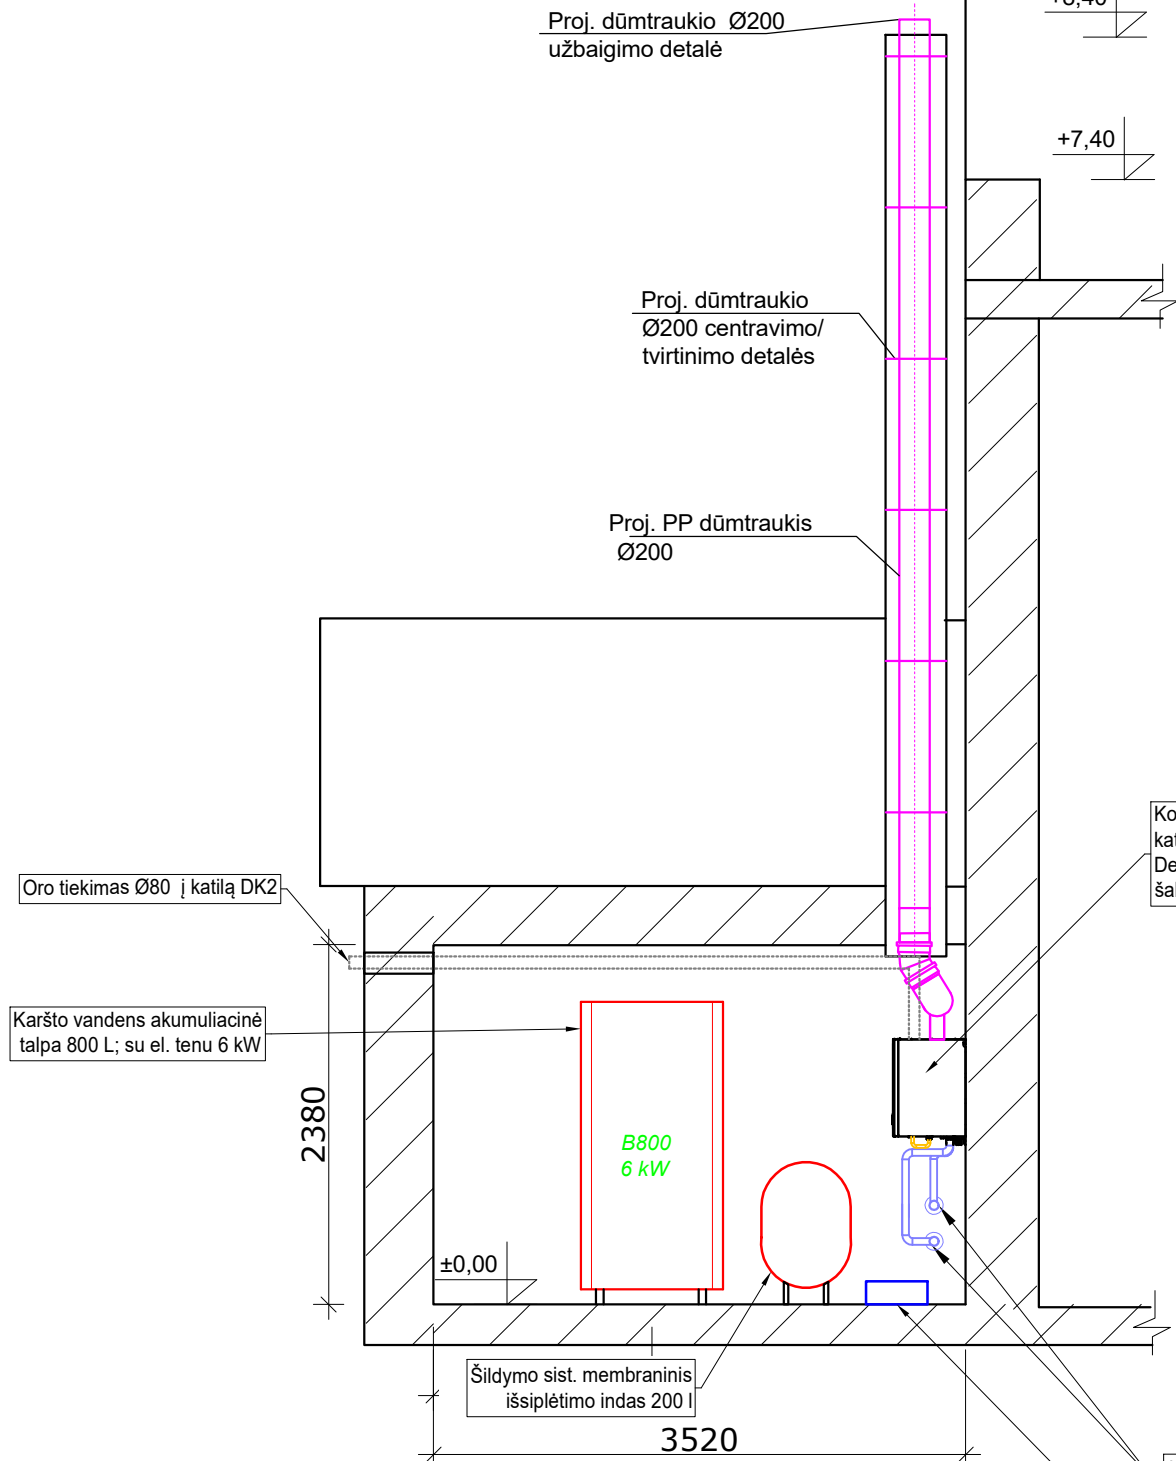 Proj. dūmtraukio Ø200
užbaigimo detalė
+7,40
Proj. dūmtraukio
Ø200 centravimo/
tvirtinimo detalės
Proj. PP dūmtraukis
Ø200
Oro tiekimas Ø80 į katilą DK2
Karšto vandens akumuliacinė
talpa 800 L; su el. tenu 6 kW
2380
B800
6 kW
±0,00
Šildymo sist. membraninis
išsiplėtimo indas 200 l
3520